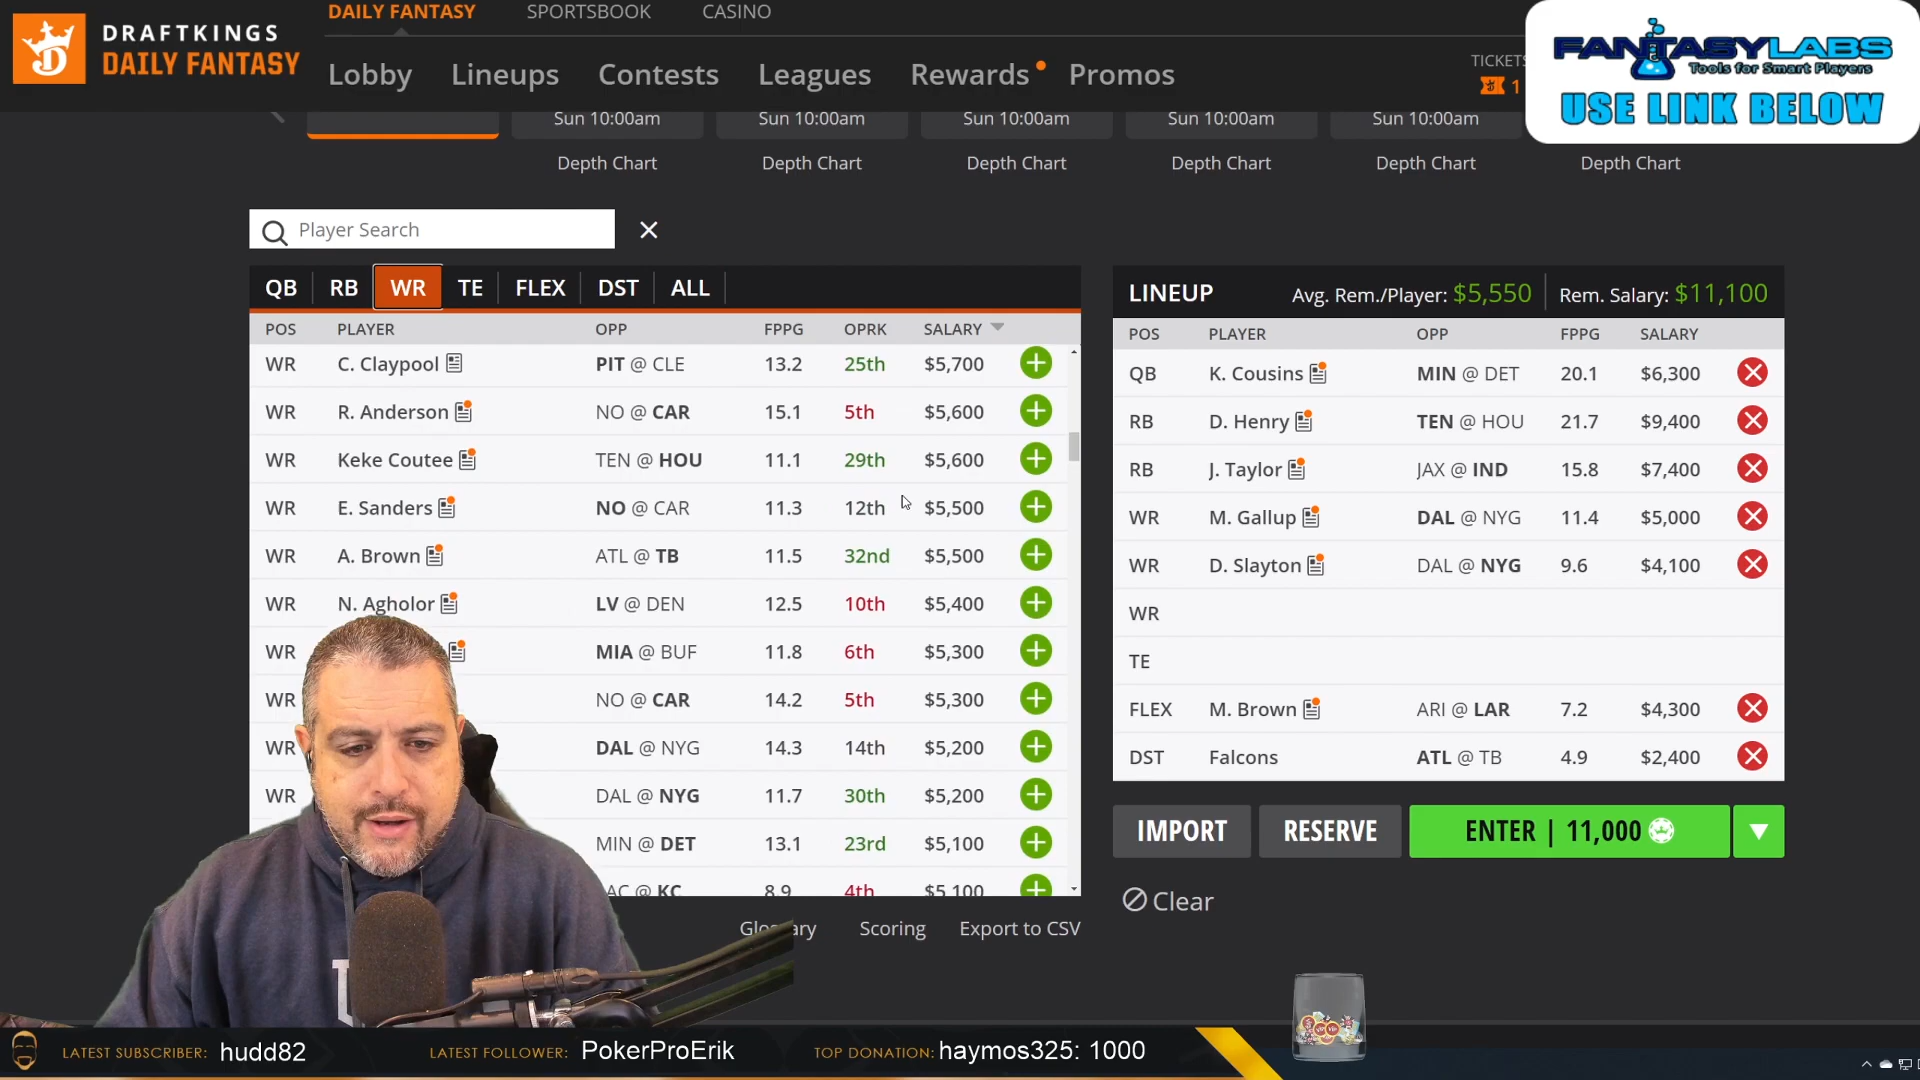 DAILY FANTASY SPORTSBOOK CASINO
DRAFTKINGS
DAILY FANTASY
Lobby Lineups Contests Leagues Rewards Promos
TICKETS
1
FANTASYLABS
Tools for Smart Players
USE LINK BELOW
Sun 10:00am Sun 10:00am Sun 10:00am Sun 10:00am Sun 10:00am
Depth Chart Depth Chart Depth Chart Depth Chart Depth Chart Depth Chart
Player Search
QB RB WR TE FLEX DST ALL
POS PLAYER OPP FPPG OPRK SALARY
WR C. Claypool PIT @ CLE 13.2 25th $5,700
WR R. Anderson NO @ CAR 15.1 5th $5,600
WR Keke Coutee TEN @ HOU 11.1 29th $5,600
WR E. Sanders NO @ CAR 11.3 12th $5,500
WR A. Brown ATL @ TB 11.5 32nd $5,500
WR N. Agholor LV @ DEN 12.5 10th $5,400
WR MIA @ BUF 11.8 6th $5,300
WR NO @ CAR 14.2 5th $5,300
WR DAL @ NYG 14.3 14th $5,200
WR DAL @ NYG 11.7 30th $5,200
MIN @ DET 13.1 23rd $5,100
@ KC 8.9 4th $5,100
Scoring Export to CSV
LINEUP Avg. Rem./Player: $5,550 Rem. Salary: $11,100
POS PLAYER OPP FPPG SALARY
QB K. Cousins MIN @ DET 20.1 $6,300
RB D. Henry TEN @ HOU 21.7 $9,400
RB J. Taylor JAX @ IND 15.8 $7,400
WR M. Gallup DAL @ NYG 11.4 $5,000
WR D. Slayton DAL @ NYG 9.6 $4,100
WR
TE
FLEX M. Brown ARI @ LAR 7.2 $4,300
DST Falcons ATL @ TB 4.9 $2,400
IMPORT RESERVE ENTER | 11,000
Clear
LATEST SUBSCRIBER: hudd82 LATEST FOLLOWER: PokerProErik TOP DONATION: haymos325: 1000